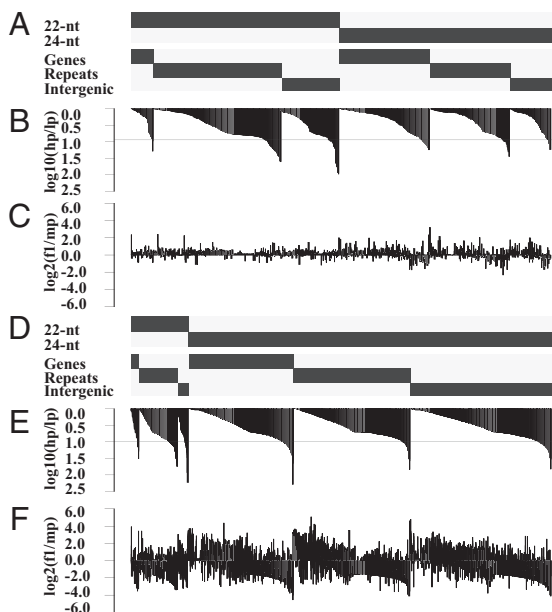 A
22-nt
24-nt
Genes
Repeats
Intergenic
B
log10(hp/lp)
0.0
0.5
1.0
1.5
2.0
2.5
C
log2(f1/mp)
6.0
4.0
2.0
0.0
-2.0
-4.0
-6.0
D
22-nt
24-nt
Genes
Repeats
Intergenic
E
log10(hp/lp)
0.0
0.5
1.0
1.5
2.0
2.5
F
log2(f1/mp)
6.0
4.0
2.0
0.0
-2.0
-4.0
-6.0